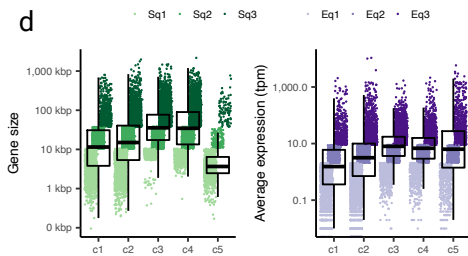 d
Sq1 Sq2 Sq3
Eq1 Eq2 Eq3
Gene size
1,000 kbp
100 kbp
10 kbp
1 kbp
0 kbp
c1 c2 c3 c4 c5
Average expression (tpm)
1,000.0
10.0
0.1
c1 c2 c3 c4 c5